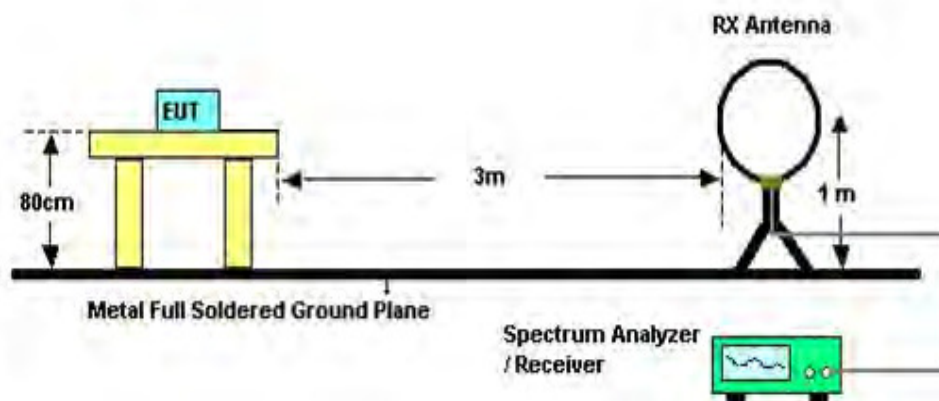 RX Antenna
EUT
80cm
3m
1 m
Metal Full Soldered Ground Plane
Spectrum Analyzer
/ Receiver